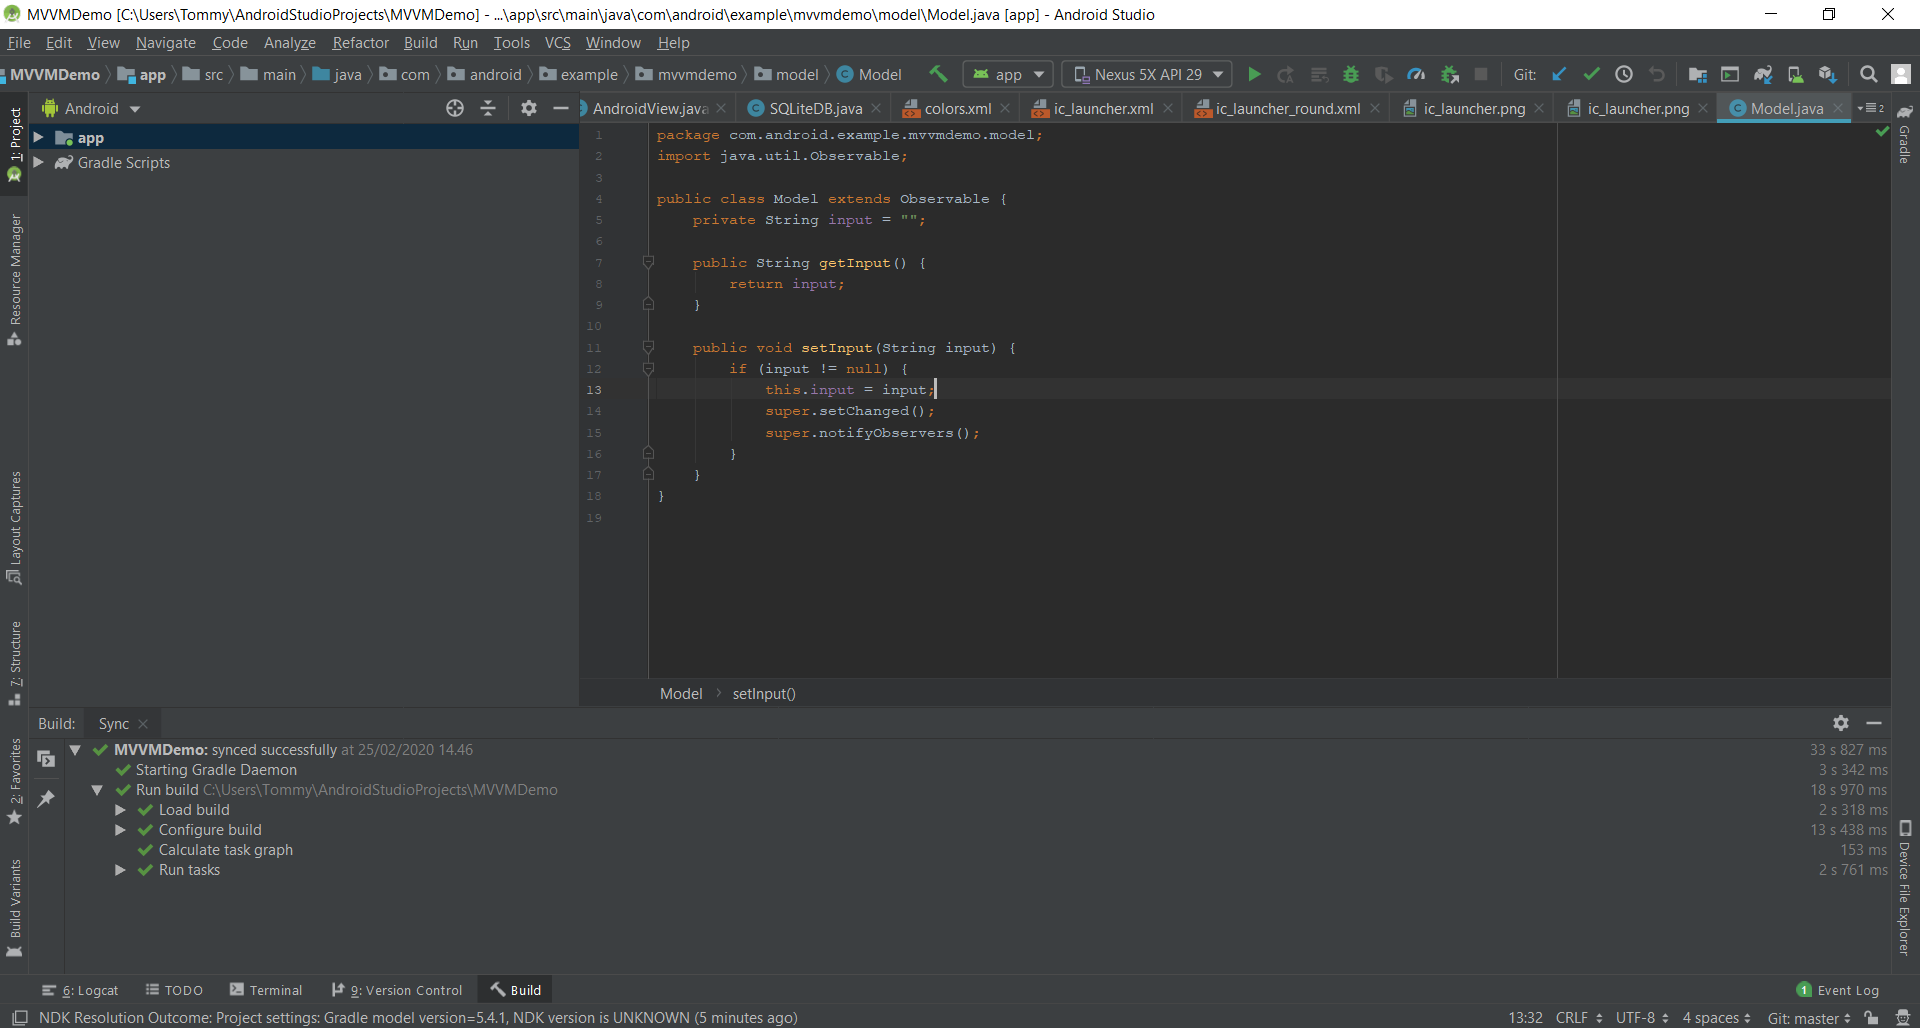 MVVMDemo [C:\Users\Tommy\AndroidStudioProjects\MVVMDemo] - ...\app\src\main\java\com\android\example\mvvmdemo\model\Model.java [app] - Android Studio
File Edit View Navigate Code Analyze Refactor Build Run Tools VCS Window Help
MVVMDemo app src main java com android example mvvmdemo model Model app Nexus 5X API 29 Git:
Android
AndroidView.java SQLiteDB.java colors.xml ic_launcher.xml ic_launcher_round.xml ic_launcher.png ic_launcher.png Model.java 2
1: Project
Resource Manager
Layout Captures
7: Structure
2: Favorites
Build Variants
app
Gradle Scripts
1 package com.android.example.mvvmdemo.model;
2 import java.util.Observable;
3
4 public class Model extends Observable {
5 private String input = "";
6
7 public String getInput() {
8 return input;
9 }
10
11 public void setInput(String input) {
12 if (input != null) {
13 this.input = input;
14 super.setChanged();
15 super.notifyObservers();
16 }
17 }
18 }
19
Model setInput()
Gradle
Device File Explorer
Build: Sync
MVVMDemo: synced successfully at 25/02/2020 14.46 33 s 827 ms
Starting Gradle Daemon 3 s 342 ms
Run build C:\Users\Tommy\AndroidStudioProjects\MVVMDemo 18 s 970 ms
Load build 2 s 318 ms
Configure build 13 s 438 ms
Calculate task graph 153 ms
Run tasks 2 s 761 ms
6: Logcat TODO Terminal 9: Version Control Build 1 Event Log
NDK Resolution Outcome: Project settings: Gradle model version=5.4.1, NDK version is UNKNOWN (5 minutes ago) 13:32 CRLF UTF-8 4 spaces Git: master